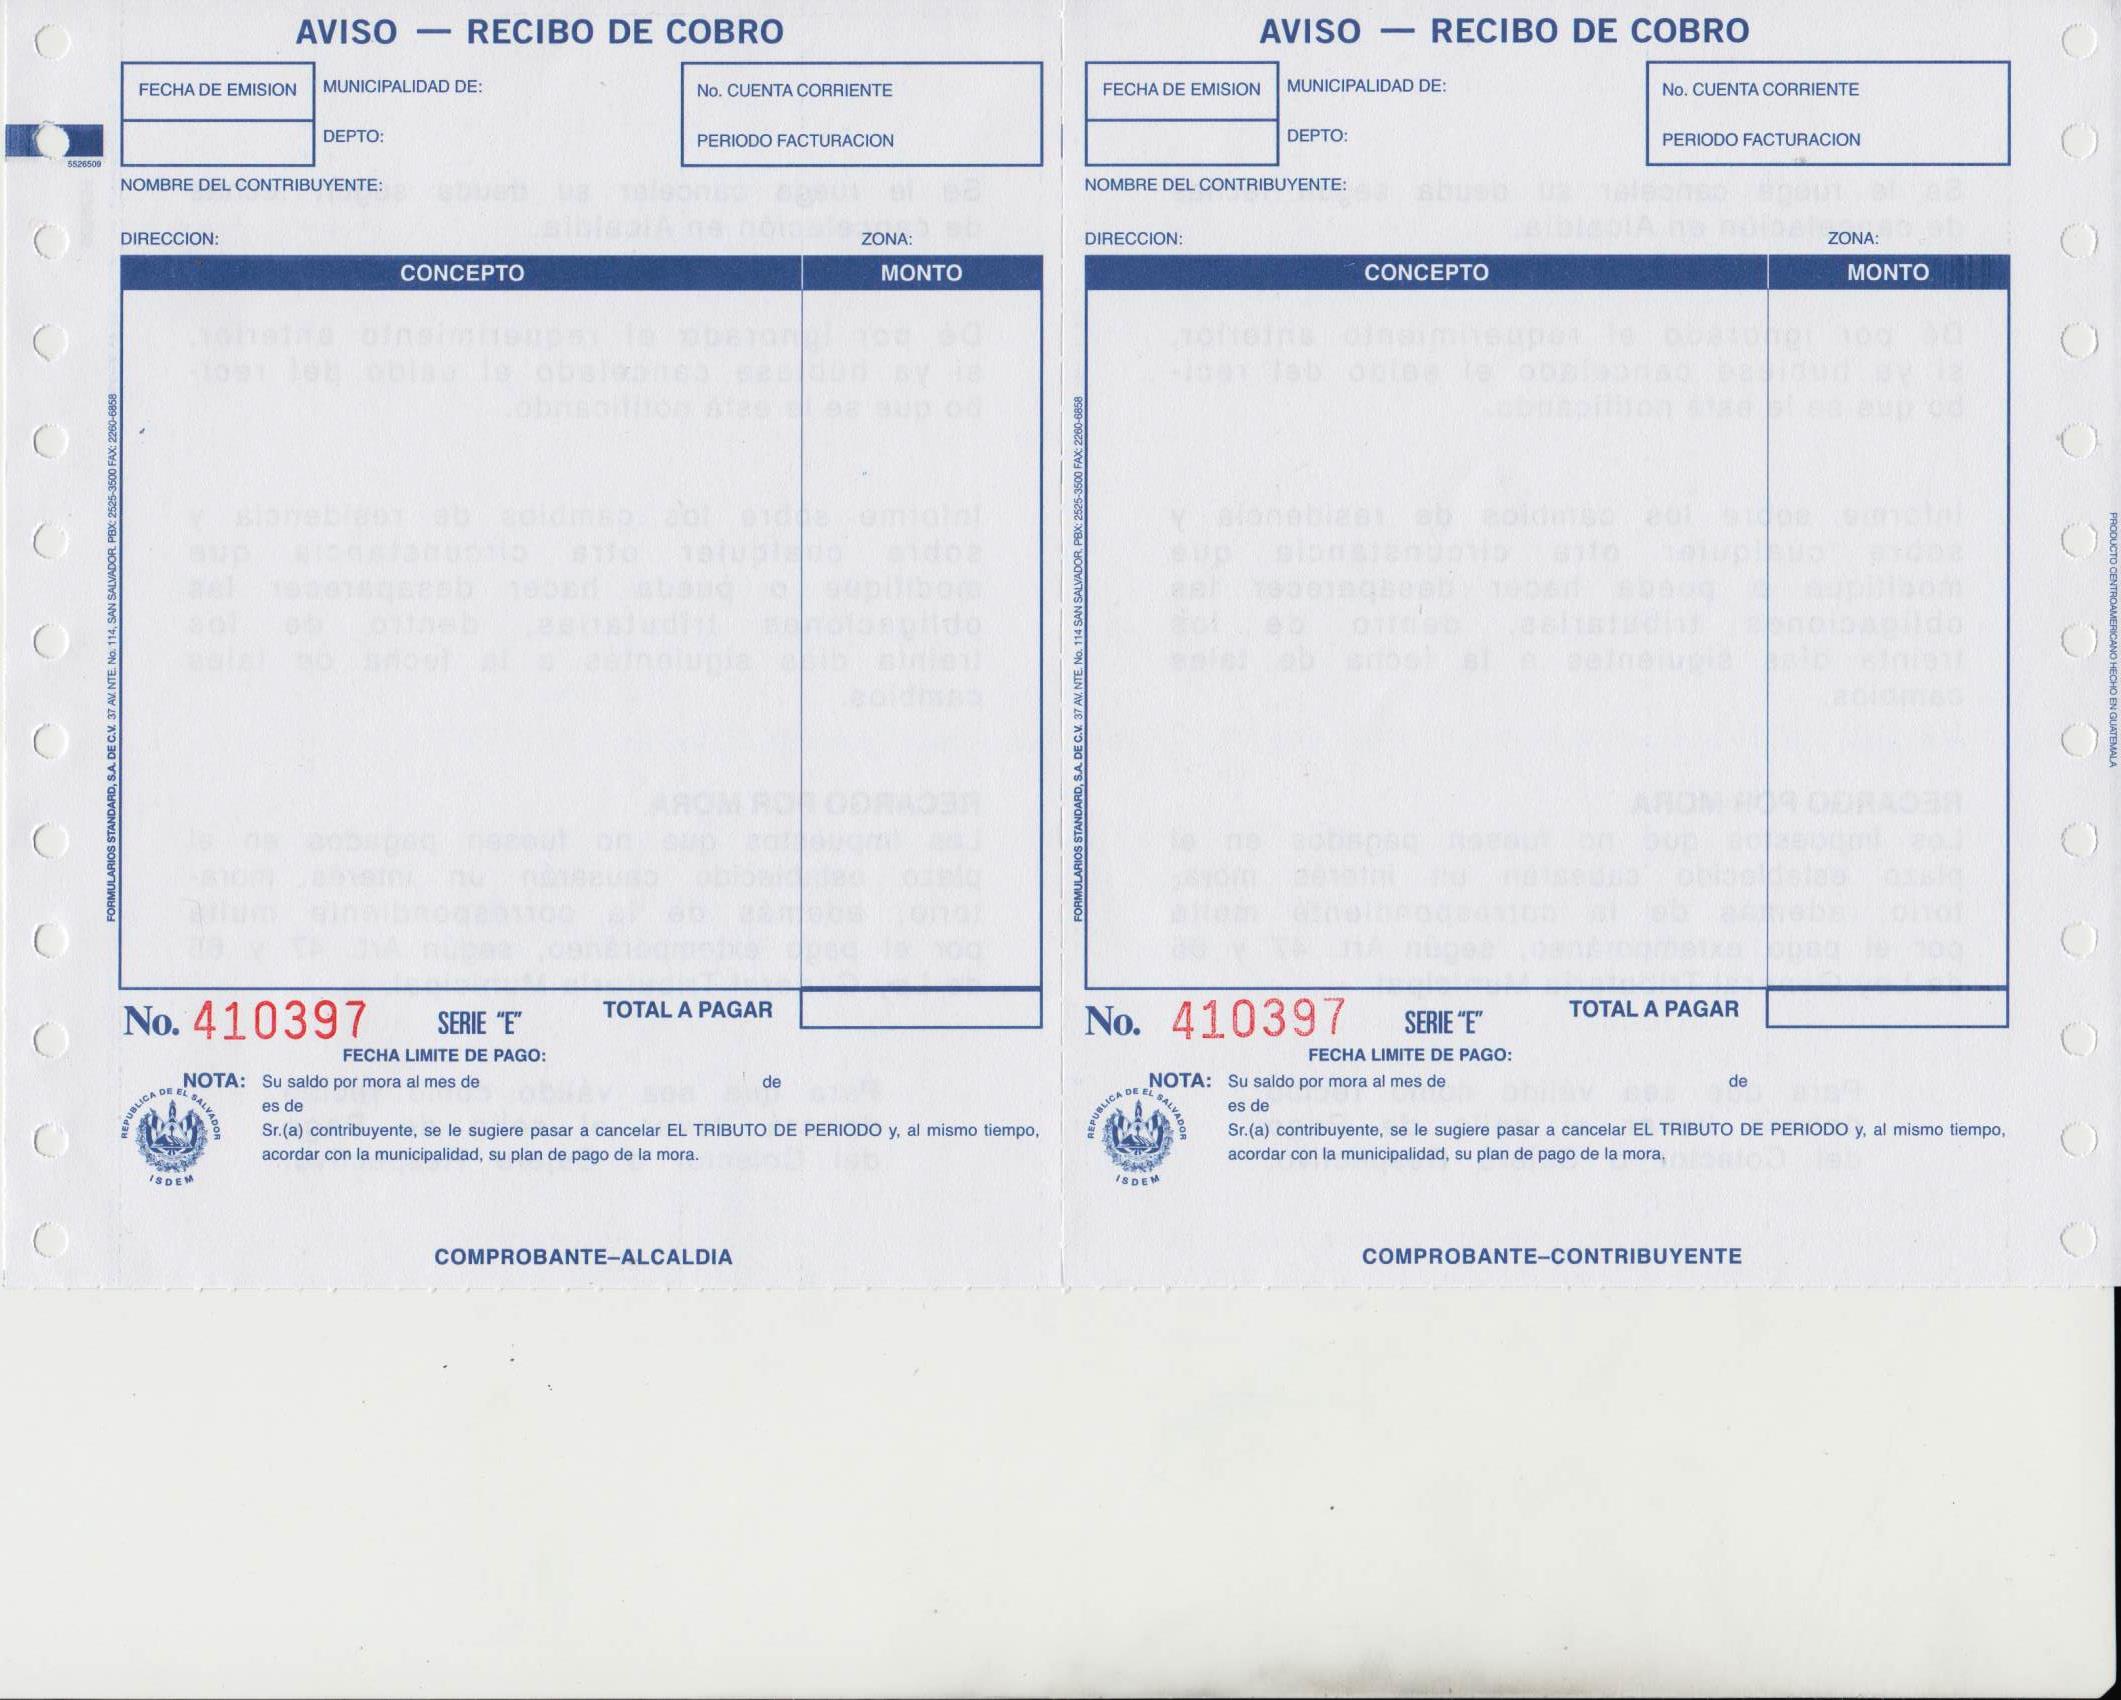 AVISO — RECIBO DE COBRO
FECHA DE EMISION
MUNICIPALIDAD DE:
DEPTO:
No. CUENTA CORRIENTE
PERIODO FACTURACION
5526509
NOMBRE DEL CONTRIBUYENTE:
DIRECCION:
ZONA:
CONCEPTO
MONTO
FORMULARIOS STANDARD, S.A. DE C.V. 37 AV. NTE. No. 114, SAN SALVADOR. PBX: 2525-3500 FAX: 2260-6858
No. 410397
SERIE "E"
TOTAL A PAGAR
FECHA LIMITE DE PAGO:
NOTA: Su saldo por mora al mes de de
es de
Sr.(a) contribuyente, se le sugiere pasar a cancelar EL TRIBUTO DE PERIODO y, al mismo tiempo,
acordar con la municipalidad, su plan de pago de la mora.
REPUBLICA DE EL SALVADOR
ISDEM
COMPROBANTE–ALCALDIA
AVISO — RECIBO DE COBRO
FECHA DE EMISION
MUNICIPALIDAD DE:
DEPTO:
No. CUENTA CORRIENTE
PERIODO FACTURACION
NOMBRE DEL CONTRIBUYENTE:
DIRECCION:
ZONA:
CONCEPTO
MONTO
FORMULARIOS STANDARD, S.A. DE C.V. 37 AV. NTE. No. 114 SAN SALVADOR. PBX: 2525-3500 FAX: 2260-6858
No. 410397
SERIE "E"
TOTAL A PAGAR
FECHA LIMITE DE PAGO:
NOTA: Su saldo por mora al mes de de
es de
Sr.(a) contribuyente, se le sugiere pasar a cancelar EL TRIBUTO DE PERIODO y, al mismo tiempo,
acordar con la municipalidad, su plan de pago de la mora.
REPUBLICA DE EL SALVADOR
ISDEM
COMPROBANTE–CONTRIBUYENTE
PRODUCTO CENTROAMERICANO HECHO EN GUATEMALA